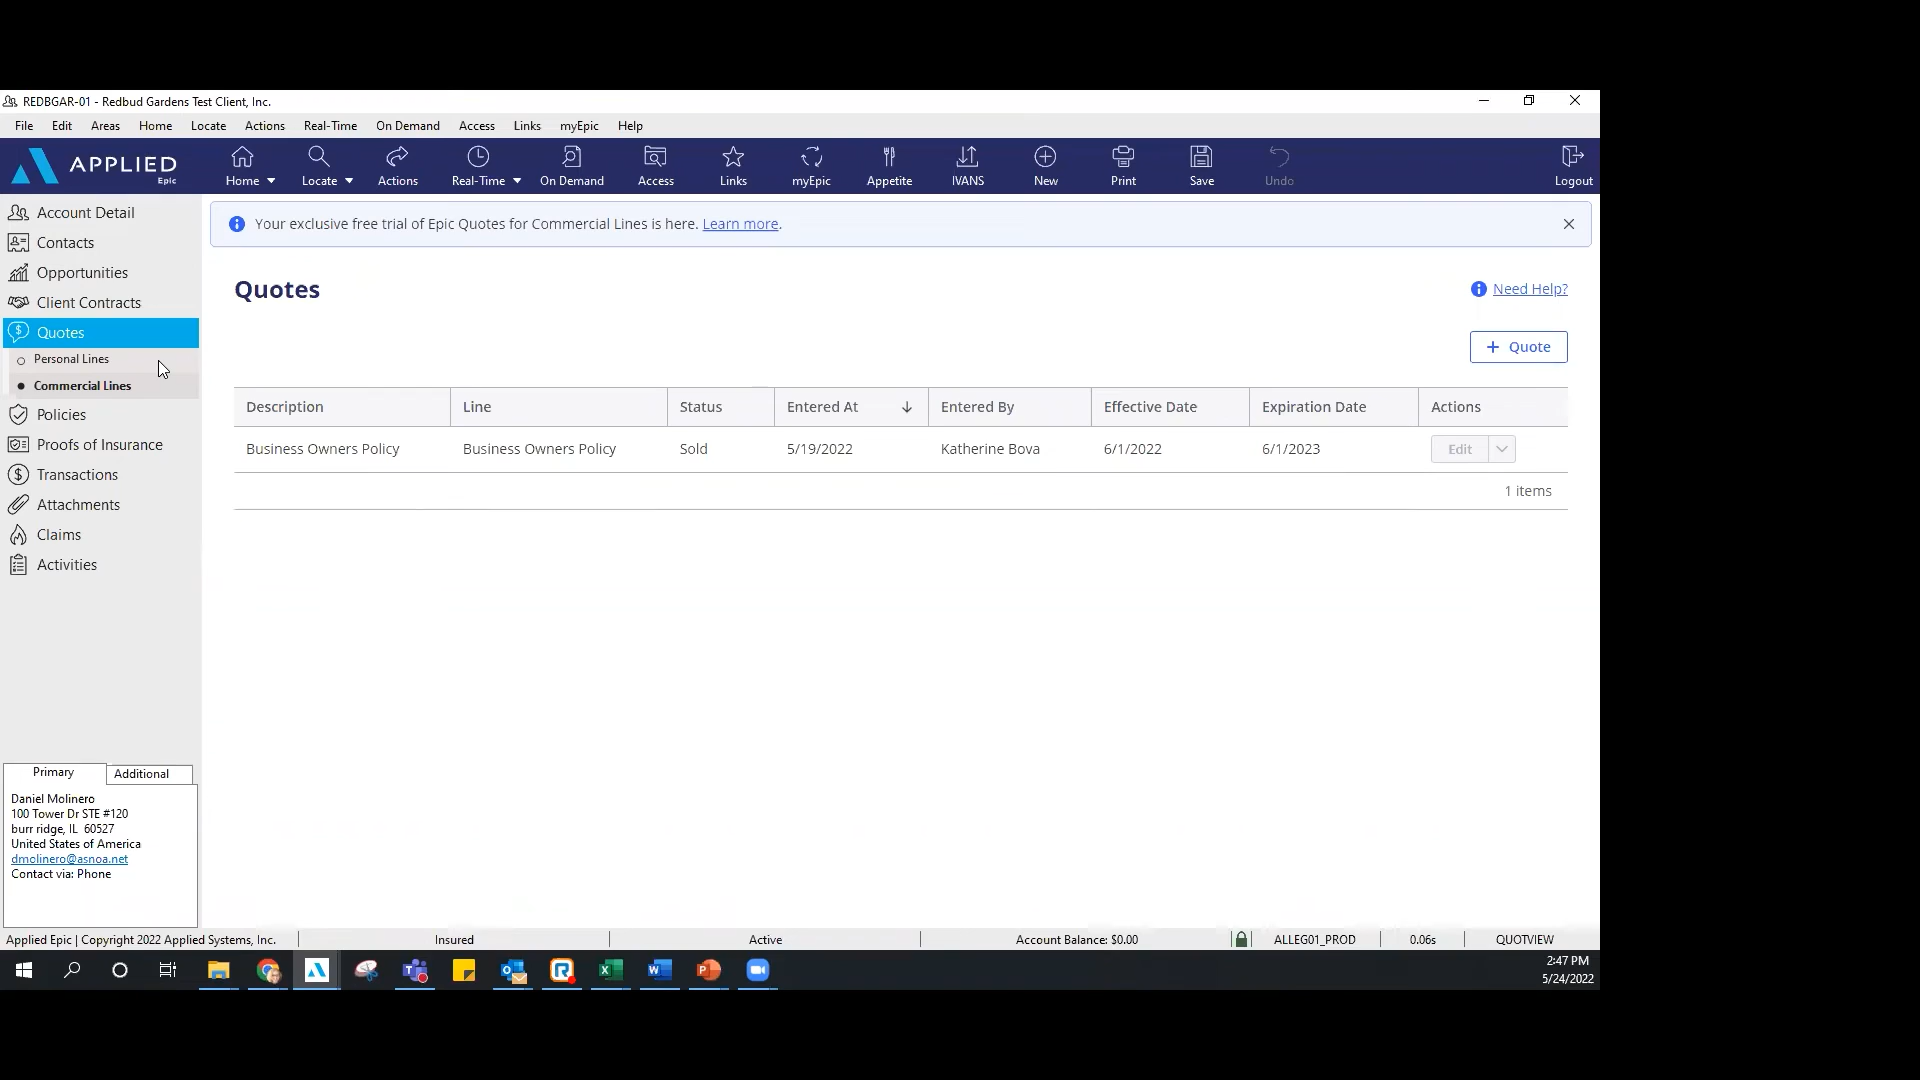 REDBGAR-01 - Redbud Gardens Test Client, Inc.
File Edit Areas Home Locate Actions Real-Time On Demand Access Links myEpic Help
APPLIED
Epic
Home Locate Actions Real-Time On Demand Access Links myEpic Appetite IVANS New Print Save Undo Logout
Account Detail
Contacts
Opportunities
Client Contracts
Quotes
Personal Lines
Commercial Lines
Policies
Proofs of Insurance
Transactions
Attachments
Claims
Activities
Your exclusive free trial of Epic Quotes for Commercial Lines is here. Learn more.
Quotes
Need Help?
+ Quote
Description Line Status Entered At Entered By Effective Date Expiration Date Actions
Business Owners Policy Business Owners Policy Sold 5/19/2022 Katherine Bova 6/1/2022 6/1/2023 Edit
1 items
Primary Additional
Daniel Molinero
100 Tower Dr STE #120
burr ridge, IL 60527
United States of America
dmolinero@asnoa.net
Contact via: Phone
Applied Epic | Copyright 2022 Applied Systems, Inc. Insured Active Account Balance: $0.00 ALLEG01_PROD 0.06s QUOTVIEW
2:47 PM
5/24/2022